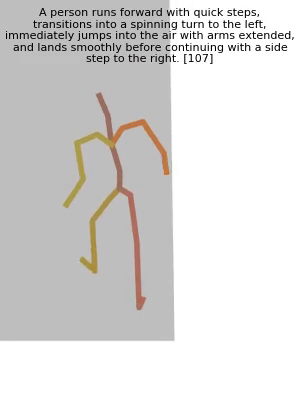 A person runs forward with quick steps,
transitions into a spinning turn to the left,
immediately jumps into the air with arms extended,
and lands smoothly before continuing with a side
step to the right. [107]